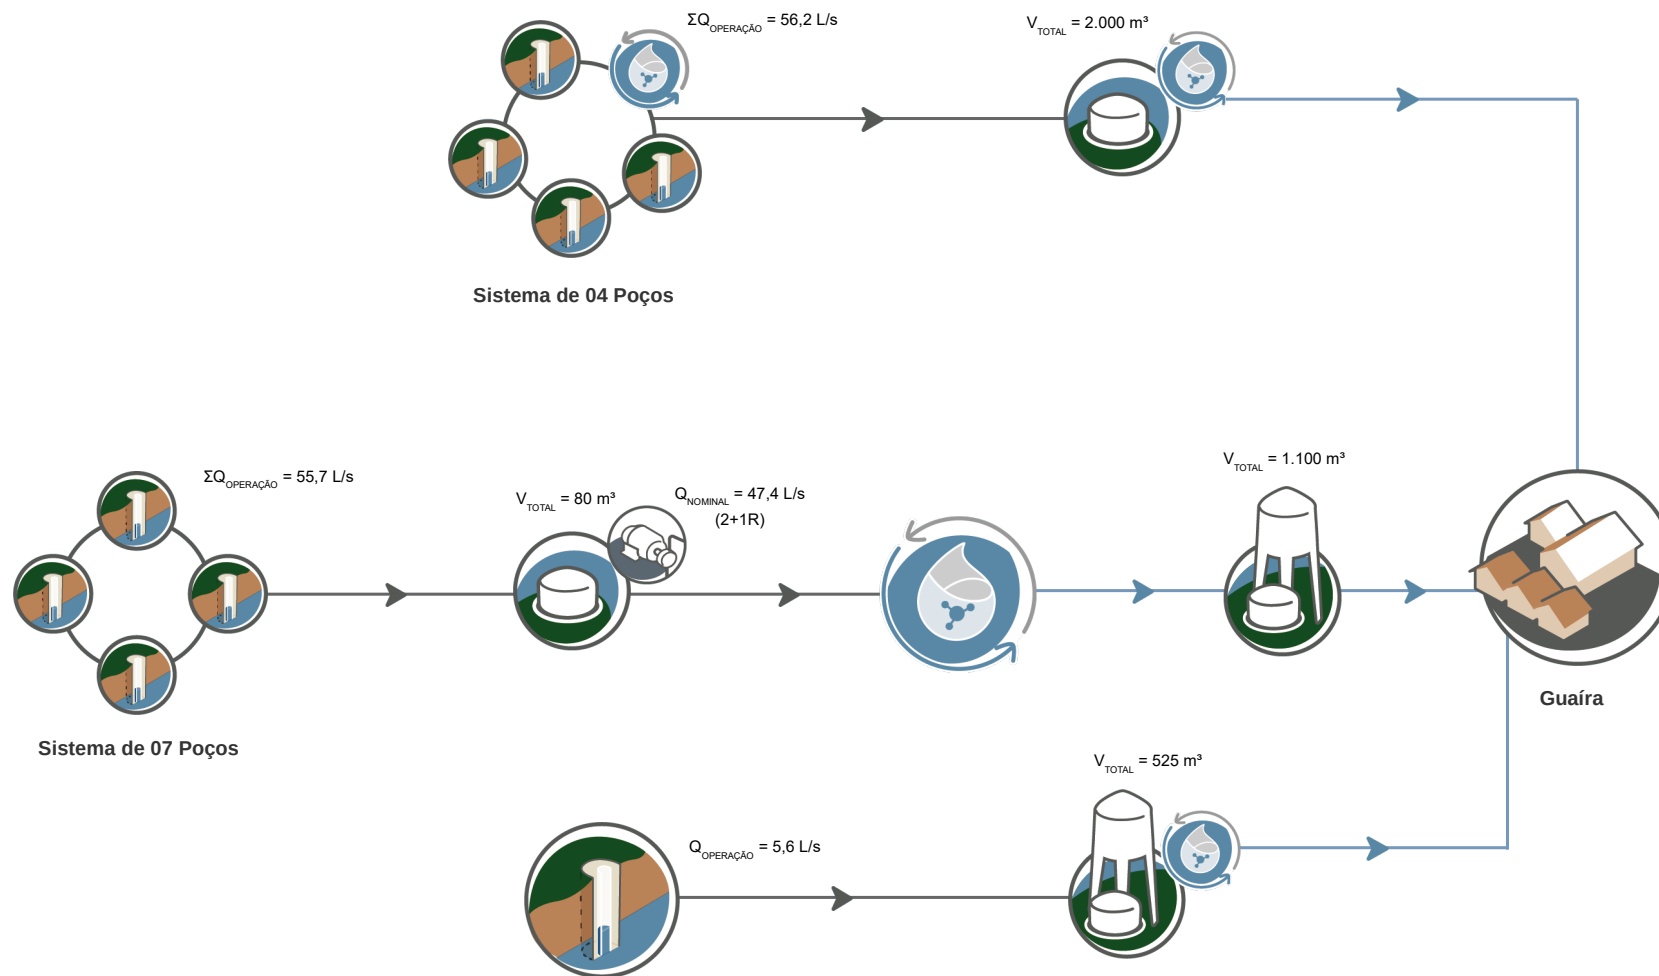 ΣQOPERAÇÃO = 56,2 L/s
VTOTAL = 2.000 m³
Sistema de 04 Poços
ΣQOPERAÇÃO = 55,7 L/s
VTOTAL = 80 m³
QNOMINAL = 47,4 L/s
(2+1R)
VTOTAL = 1.100 m³
Guaíra
Sistema de 07 Poços
VTOTAL = 525 m³
QOPERAÇÃO = 5,6 L/s